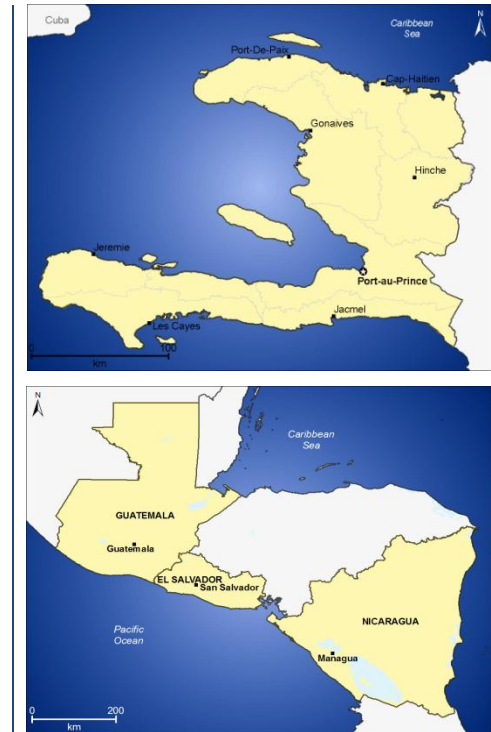 Cuba
Caribbean
Sea
N
Port-De-Paix
Cap-Haitien
Gonaives
Hinche
Jeremie
Port-au-Prince
Jacmel
Les Cayes
0 100
km
N
Caribbean
Sea
GUATEMALA
Guatemala
EL SALVADOR
San Salvador
NICARAGUA
Pacific
Ocean
Managua
0 200
km